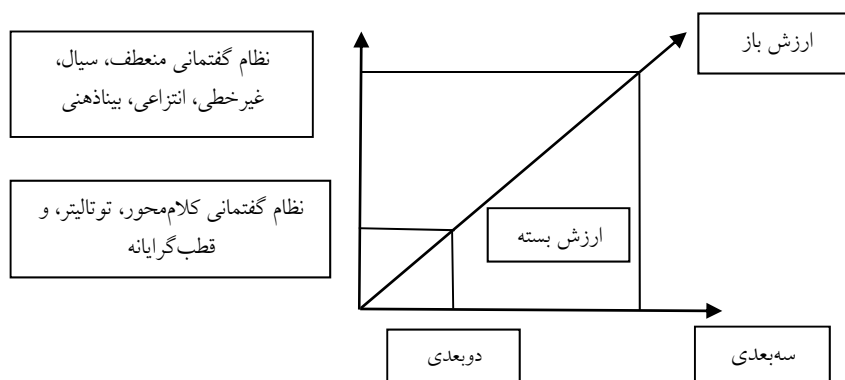 ارزش باز
نظام گفتمانی منعطف، سیال،
غیرخطی، انتزاعی، بیناذهنی
نظام گفتمانی کلام‌محور، توتالیتر، و
قطب‌گرایانه
ارزش بسته
سه‌بعدی
دوبعدی